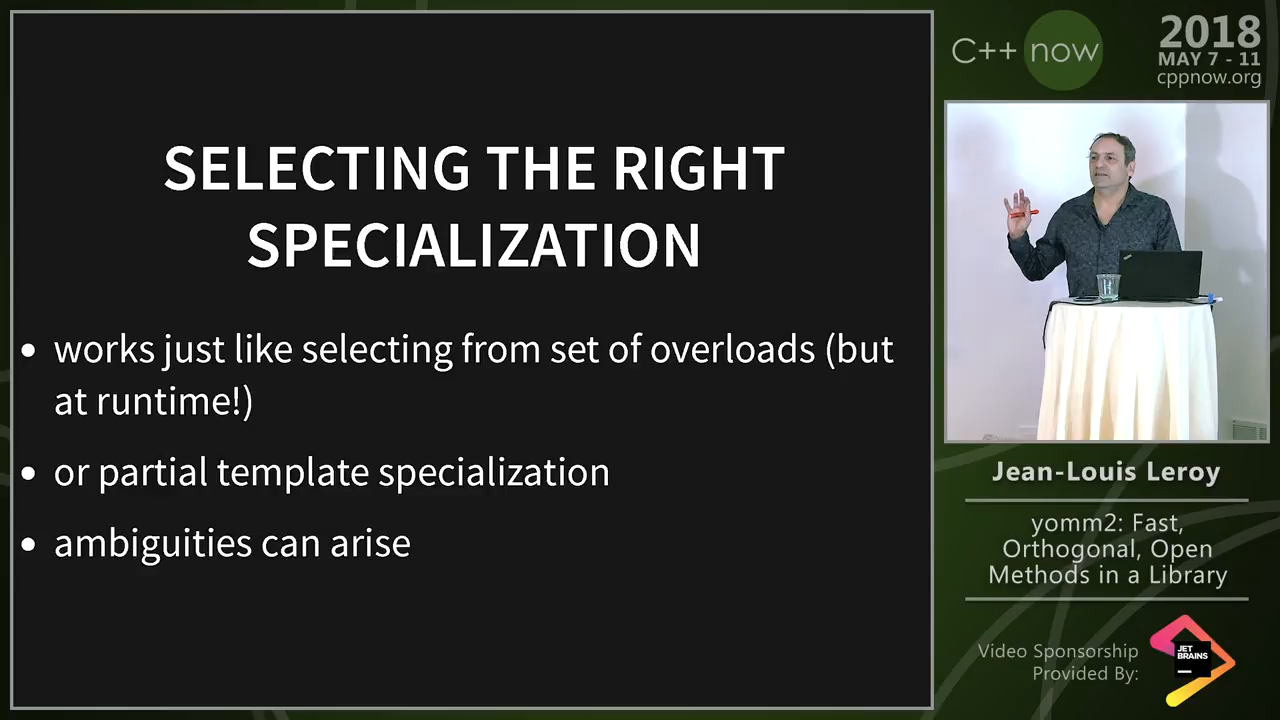 SELECTING THE RIGHT
SPECIALIZATION
• works just like selecting from set of overloads (but
at runtime!)
• or partial template specialization
• ambiguities can arise
C++ now
2018
MAY 7 - 11
cppnow.org
Jean-Louis Leroy
yomm2: Fast,
Orthogonal, Open
Methods in a Library
Video Sponsorship
Provided By:
JET
BRAINS